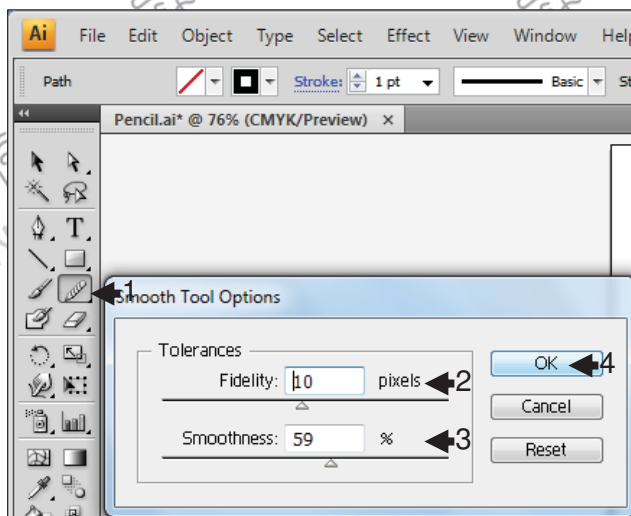 Ai File Edit Object Type Select Effect View Window Help
Path Stroke: 1 pt Basic
Pencil.ai* @ 76% (CMYK/Preview) ×
T
1
Smooth Tool Options
Tolerances
Fidelity: 10 pixels 2
OK 4
Cancel
Smoothness: 59 % 3
Reset